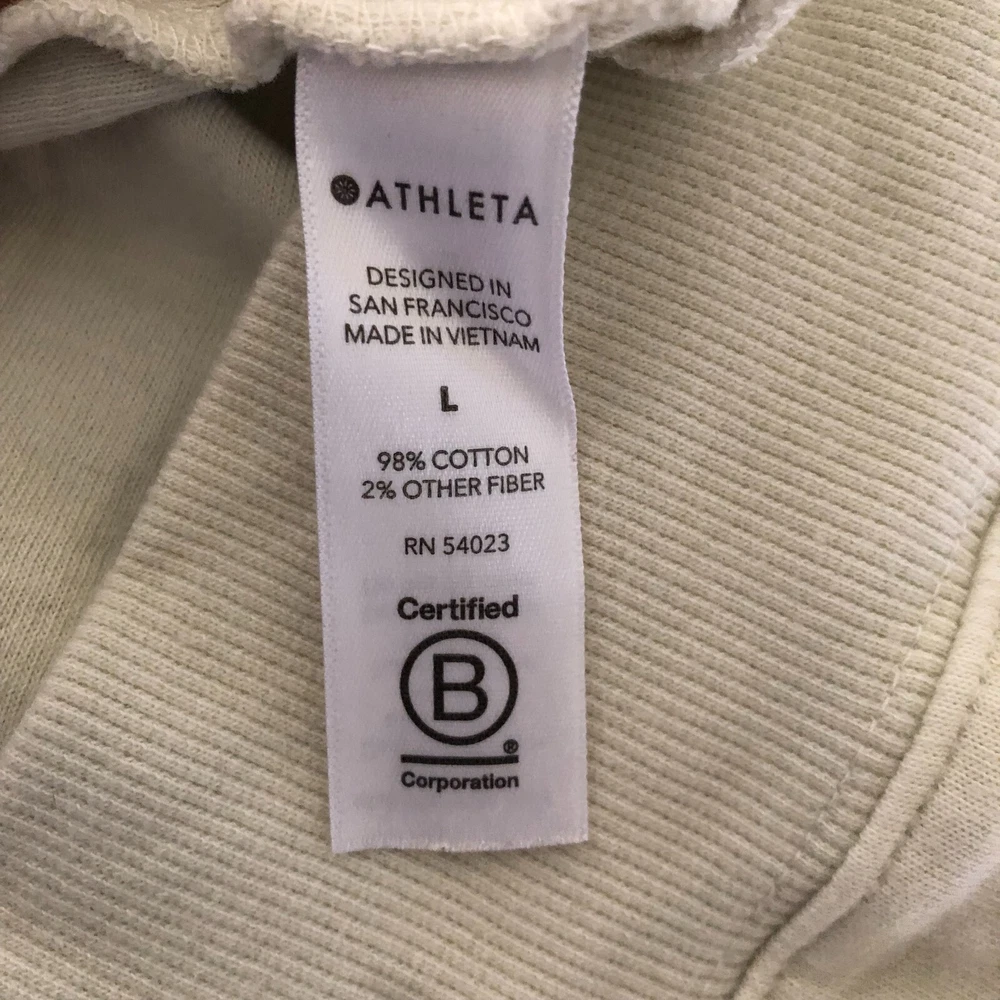 ATHLETA
DESIGNED IN
SAN FRANCISCO
MADE IN VIETNAM
L
98% COTTON
2% OTHER FIBER
RN 54023
Certified
B
®
Corporation